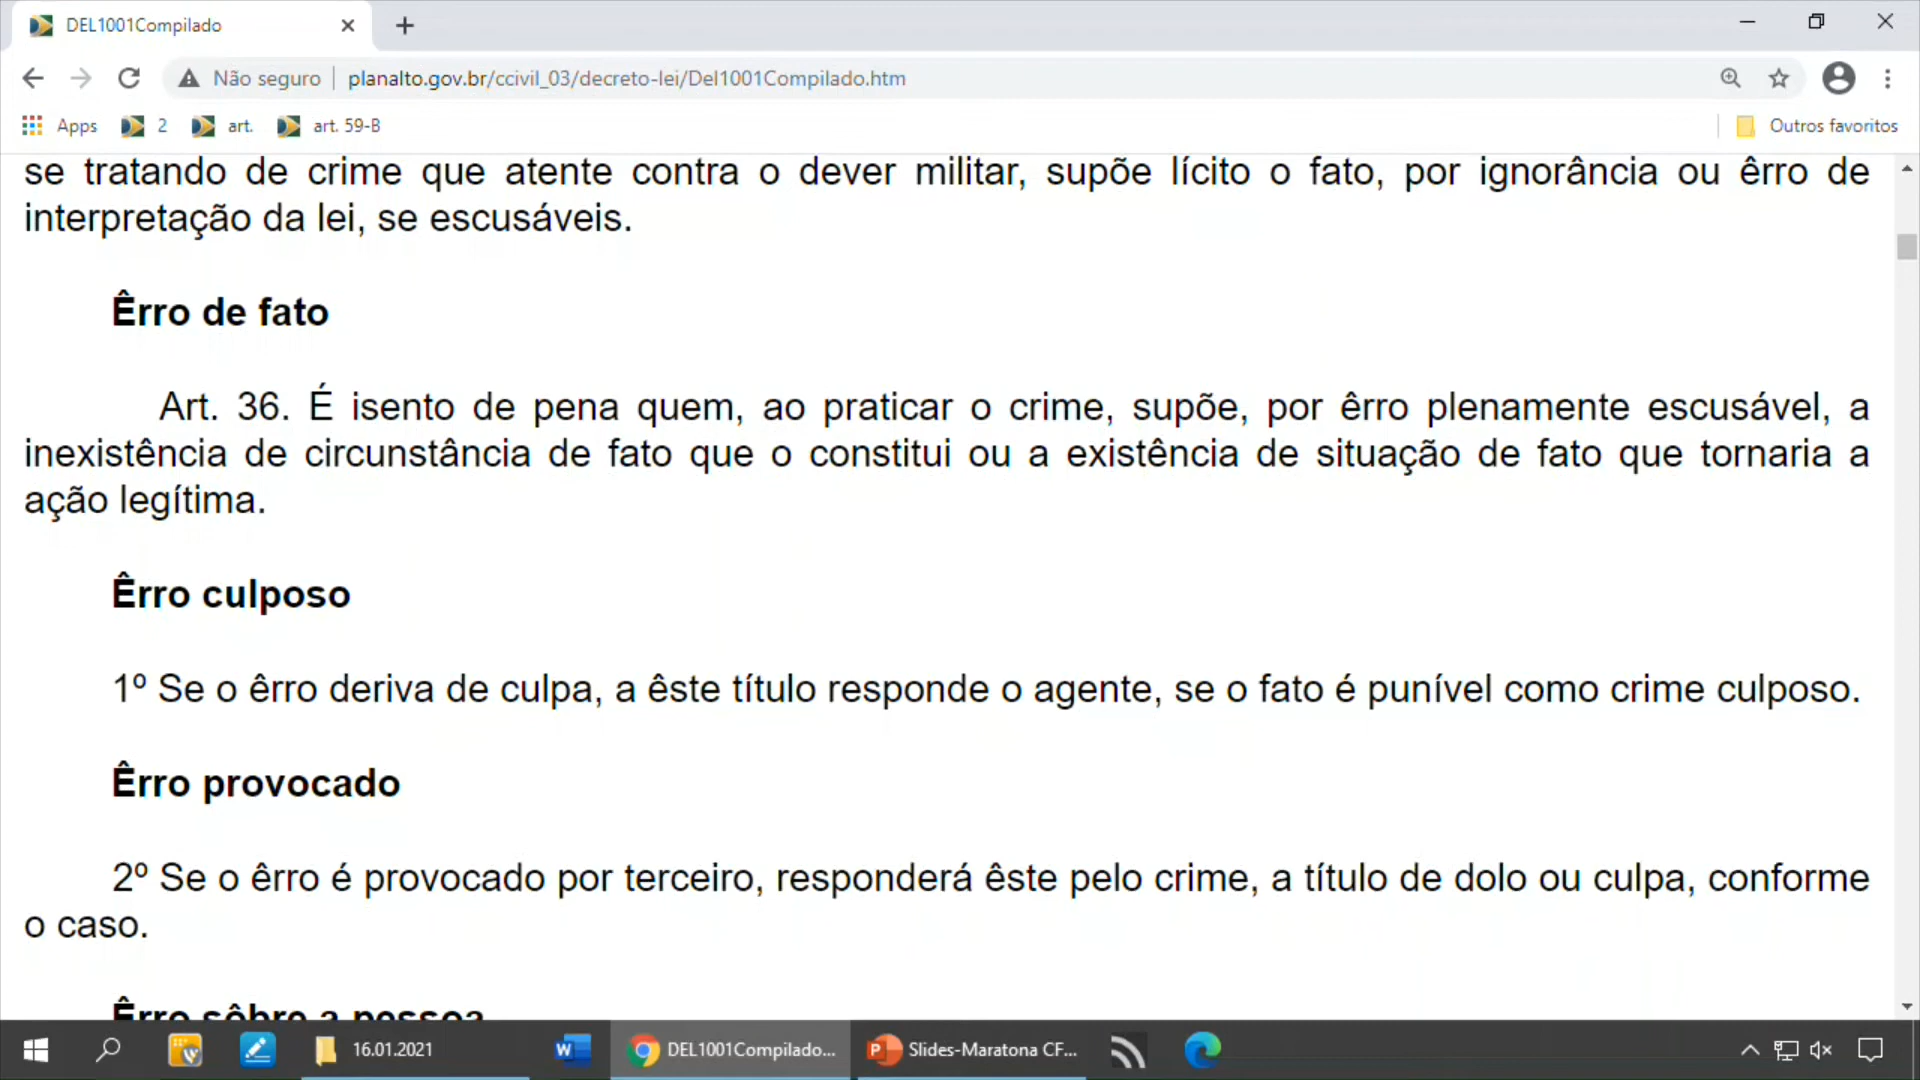 DEL1001Compilado
Não seguro planalto.gov.br/ccivil_03/decreto-lei/Del1001Compilado.htm
Apps 2 art. art. 59-B Outros favoritos
se tratando de crime que atente contra o dever militar, supõe lícito o fato, por ignorância ou êrro de
interpretação da lei, se escusáveis.
Êrro de fato
Art. 36. É isento de pena quem, ao praticar o crime, supõe, por êrro plenamente escusável, a
inexistência de circunstância de fato que o constitui ou a existência de situação de fato que tornaria a
ação legítima.
Êrro culposo
1º Se o êrro deriva de culpa, a êste título responde o agente, se o fato é punível como crime culposo.
Êrro provocado
2º Se o êrro é provocado por terceiro, responderá êste pelo crime, a título de dolo ou culpa, conforme
o caso.
Êrro sôbre a pessoa
16.01.2021 DEL1001Compilado... Slides-Maratona CF...